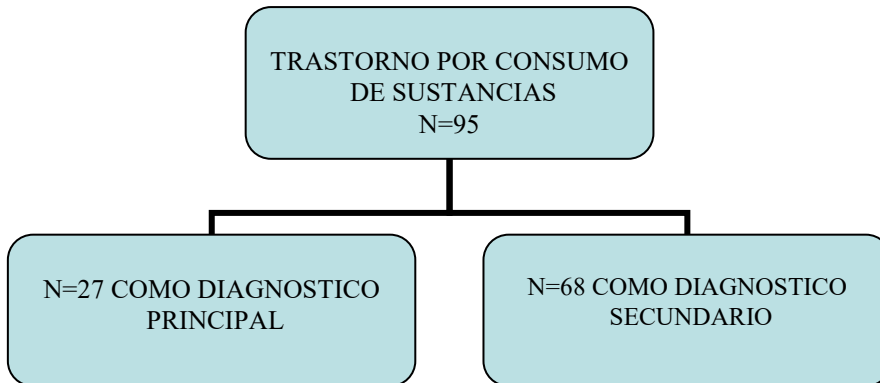 TRASTORNO POR CONSUMO
DE SUSTANCIAS
N=95
N=27 COMO DIAGNOSTICO
PRINCIPAL
N=68 COMO DIAGNOSTICO
SECUNDARIO